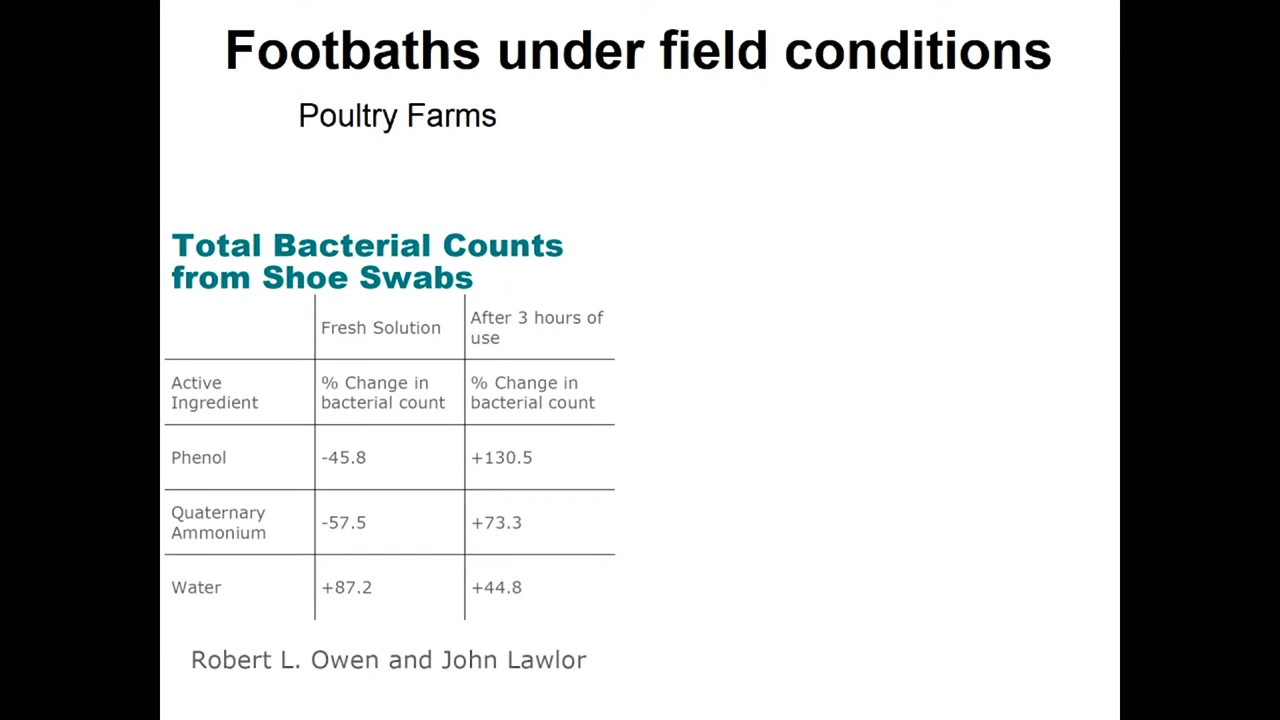 Footbaths under field conditions
Poultry Farms
Total Bacterial Counts
from Shoe Swabs
Fresh Solution
After 3 hours of
use
Active
Ingredient
% Change in
bacterial count
% Change in
bacterial count
Phenol
-45.8
+130.5
Quaternary
Ammonium
-57.5
+73.3
Water
+87.2
+44.8
Robert L. Owen and John Lawlor